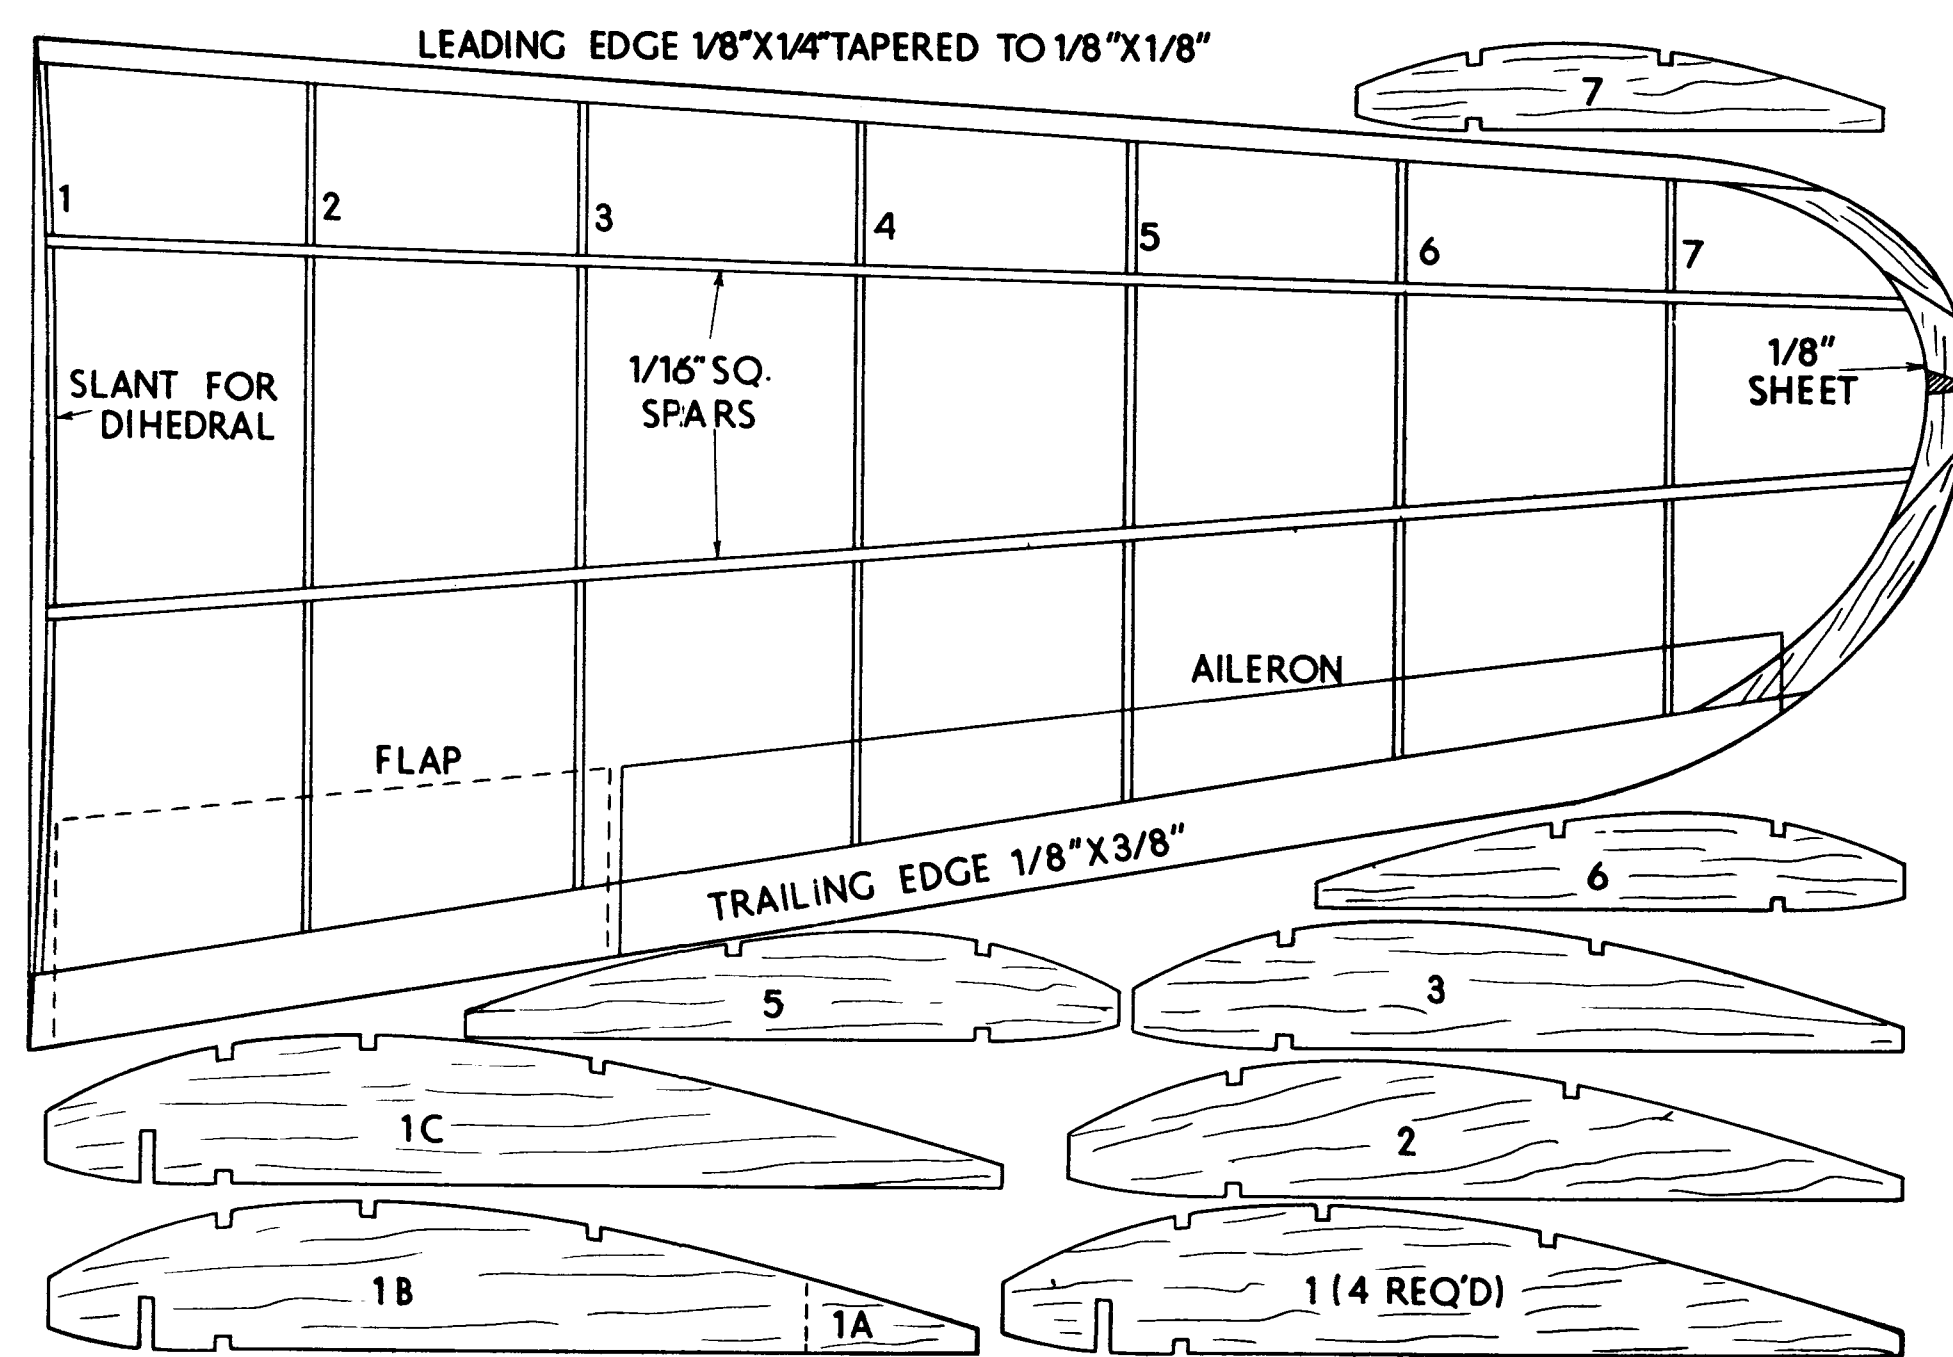 LEADING EDGE 1/8"X1/4"TAPERED TO 1/8"X1/8"
7
1
2
3
4
5
6
7
SLANT FOR
DIHEDRAL
1/16"SQ.
SPARS
1/8"
SHEET
AILERON
FLAP
TRAILING EDGE 1/8"X3/8"
6
5
3
1C
2
1B
1A
1 (4 REQ'D)